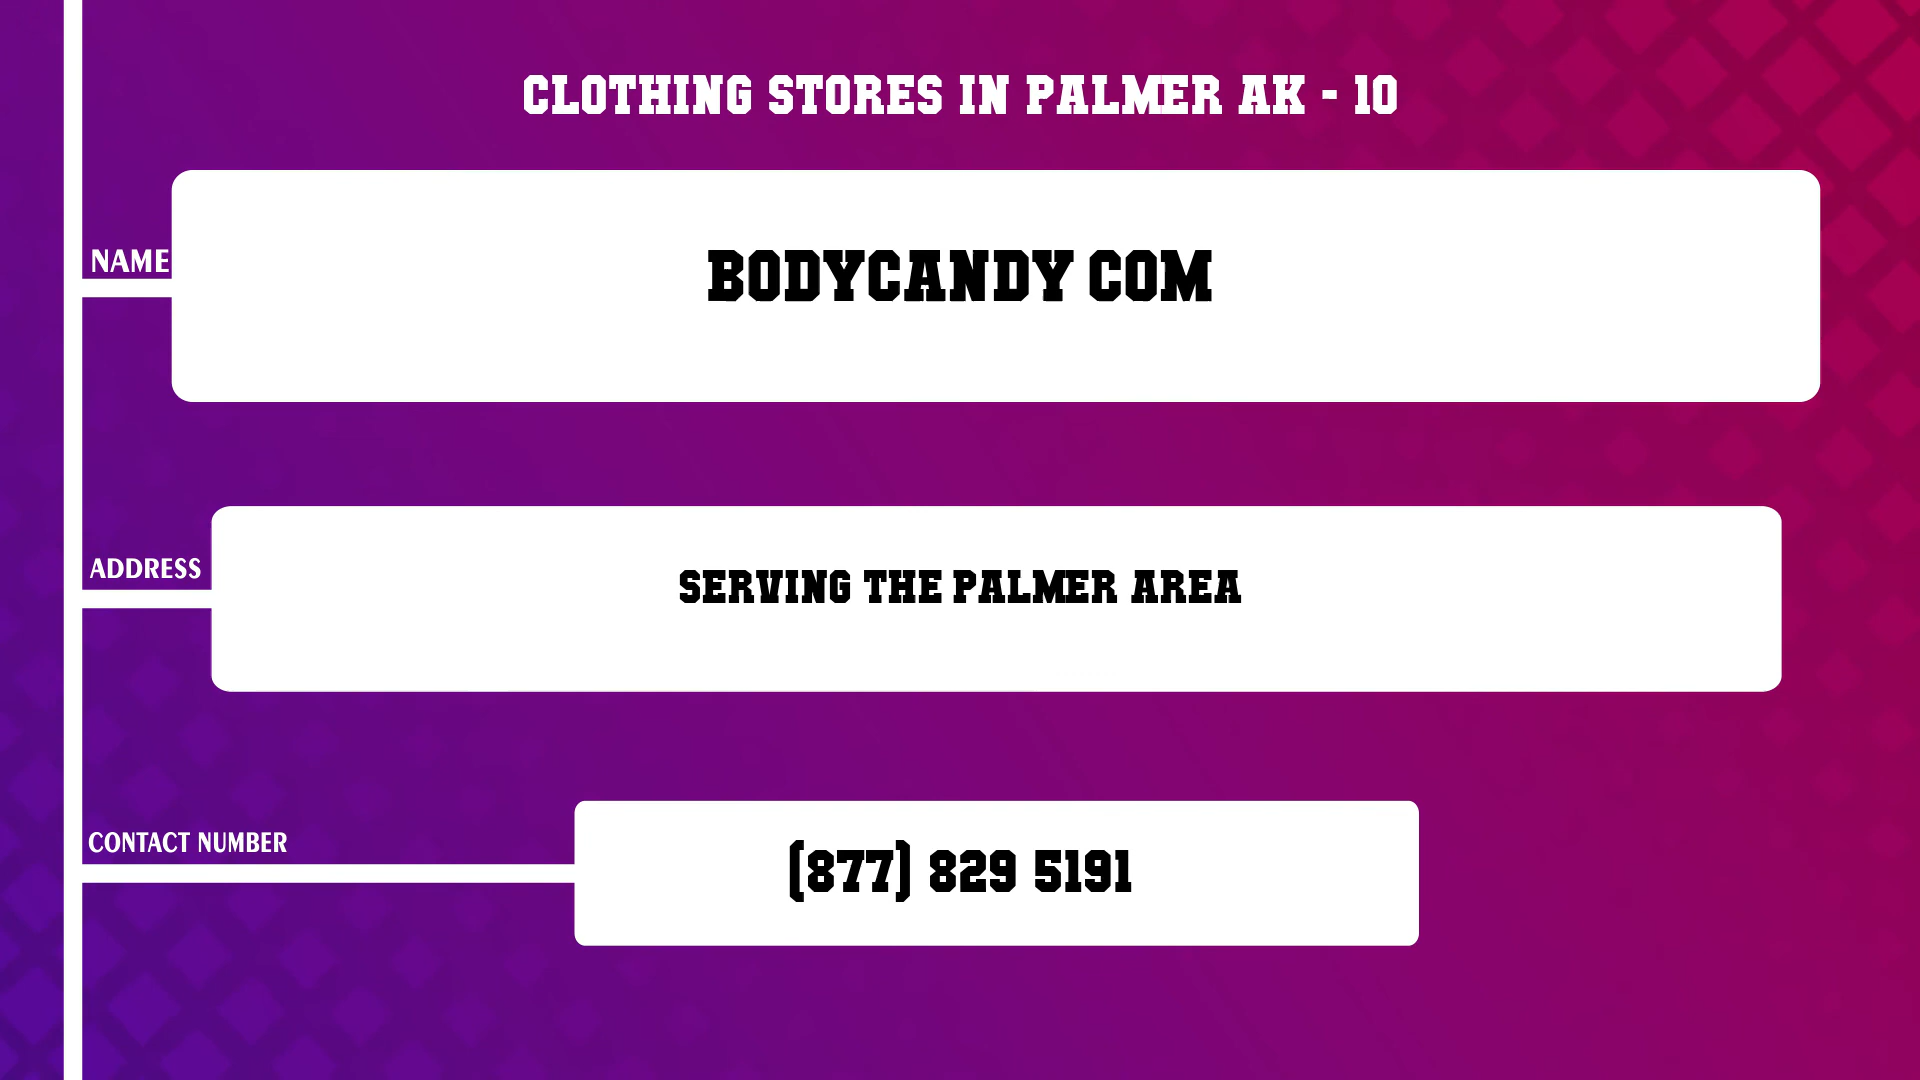 CLOTHING STORES IN PALMER AK - 10
NAME
BODYCANDY COM
ADDRESS
SERVING THE PALMER AREA
CONTACT NUMBER
(877) 829 5191